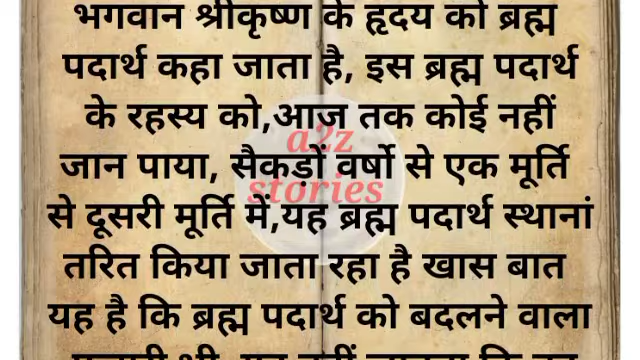 भगवान श्रीकृष्ण के हृदय को ब्रह्म
पदार्थ कहा जाता है, इस ब्रह्म पदार्थ
के रहस्य को,आज तक कोई नहीं
जान पाया, सैकड़ों वर्षो से एक मूर्ति
से दूसरी मूर्ति में,यह ब्रह्म पदार्थ स्थानां
तरित किया जाता रहा है खास बात
यह है कि ब्रह्म पदार्थ को बदलने वाला
a2z
stories